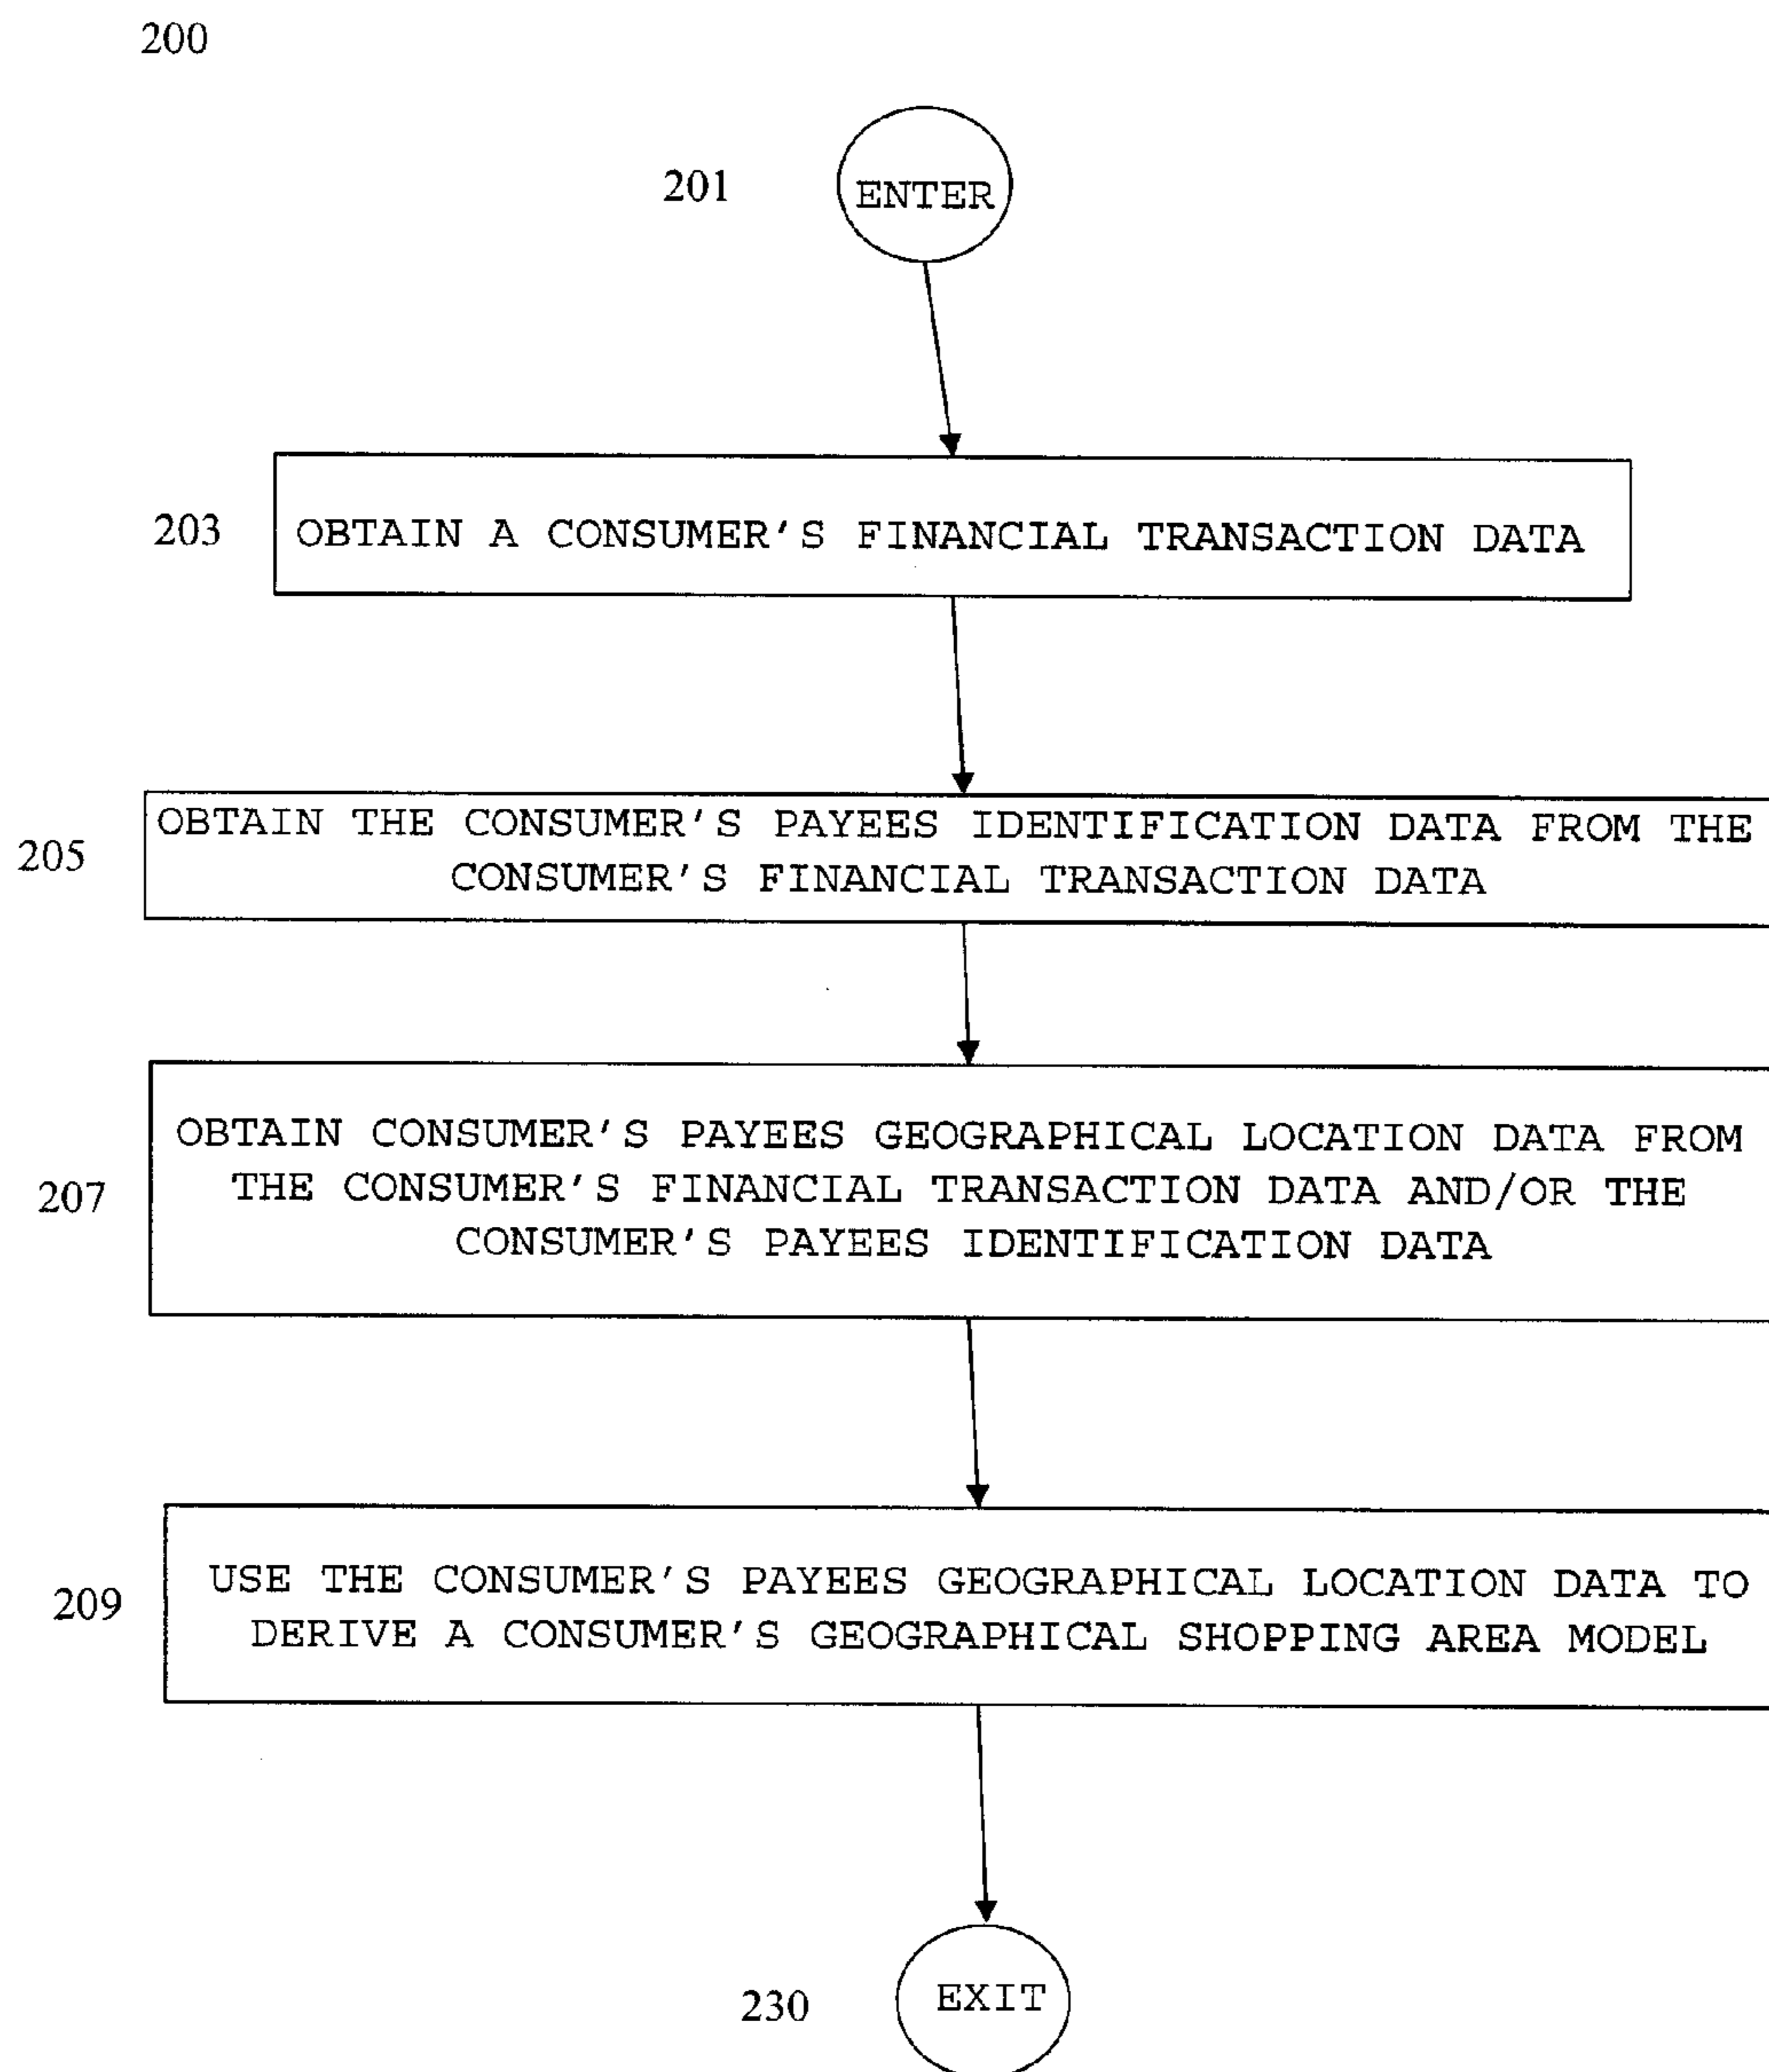 200
201
ENTER
203
OBTAIN A CONSUMER'S FINANCIAL TRANSACTION DATA
205
OBTAIN THE CONSUMER'S PAYEES IDENTIFICATION DATA FROM THE
CONSUMER'S FINANCIAL TRANSACTION DATA
207
OBTAIN CONSUMER'S PAYEES GEOGRAPHICAL LOCATION DATA FROM
THE CONSUMER'S FINANCIAL TRANSACTION DATA AND/OR THE
CONSUMER'S PAYEES IDENTIFICATION DATA
209
USE THE CONSUMER'S PAYEES GEOGRAPHICAL LOCATION DATA TO
DERIVE A CONSUMER'S GEOGRAPHICAL SHOPPING AREA MODEL
230
EXIT